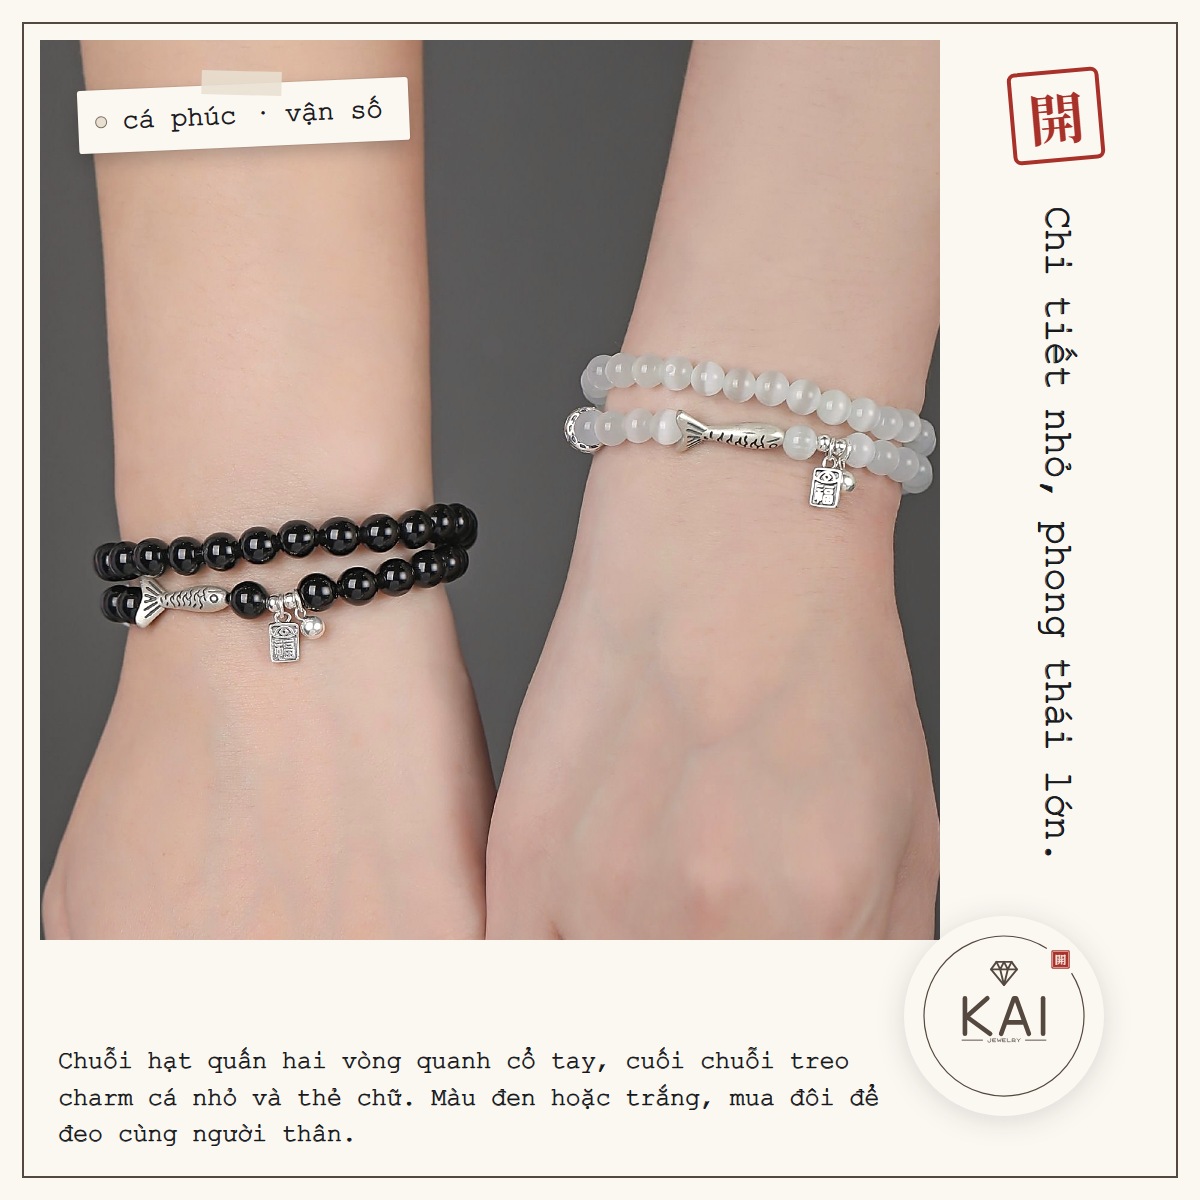 cá phúc · vận số
開
Chi tiết nhỏ, phong thái lớn.
福
開
KAI
JEWELRY
Chuỗi hạt quấn hai vòng quanh cổ tay, cuối chuỗi treo
charm cá nhỏ và thẻ chữ. Màu đen hoặc trắng, mua đôi để
đeo cùng người thân.